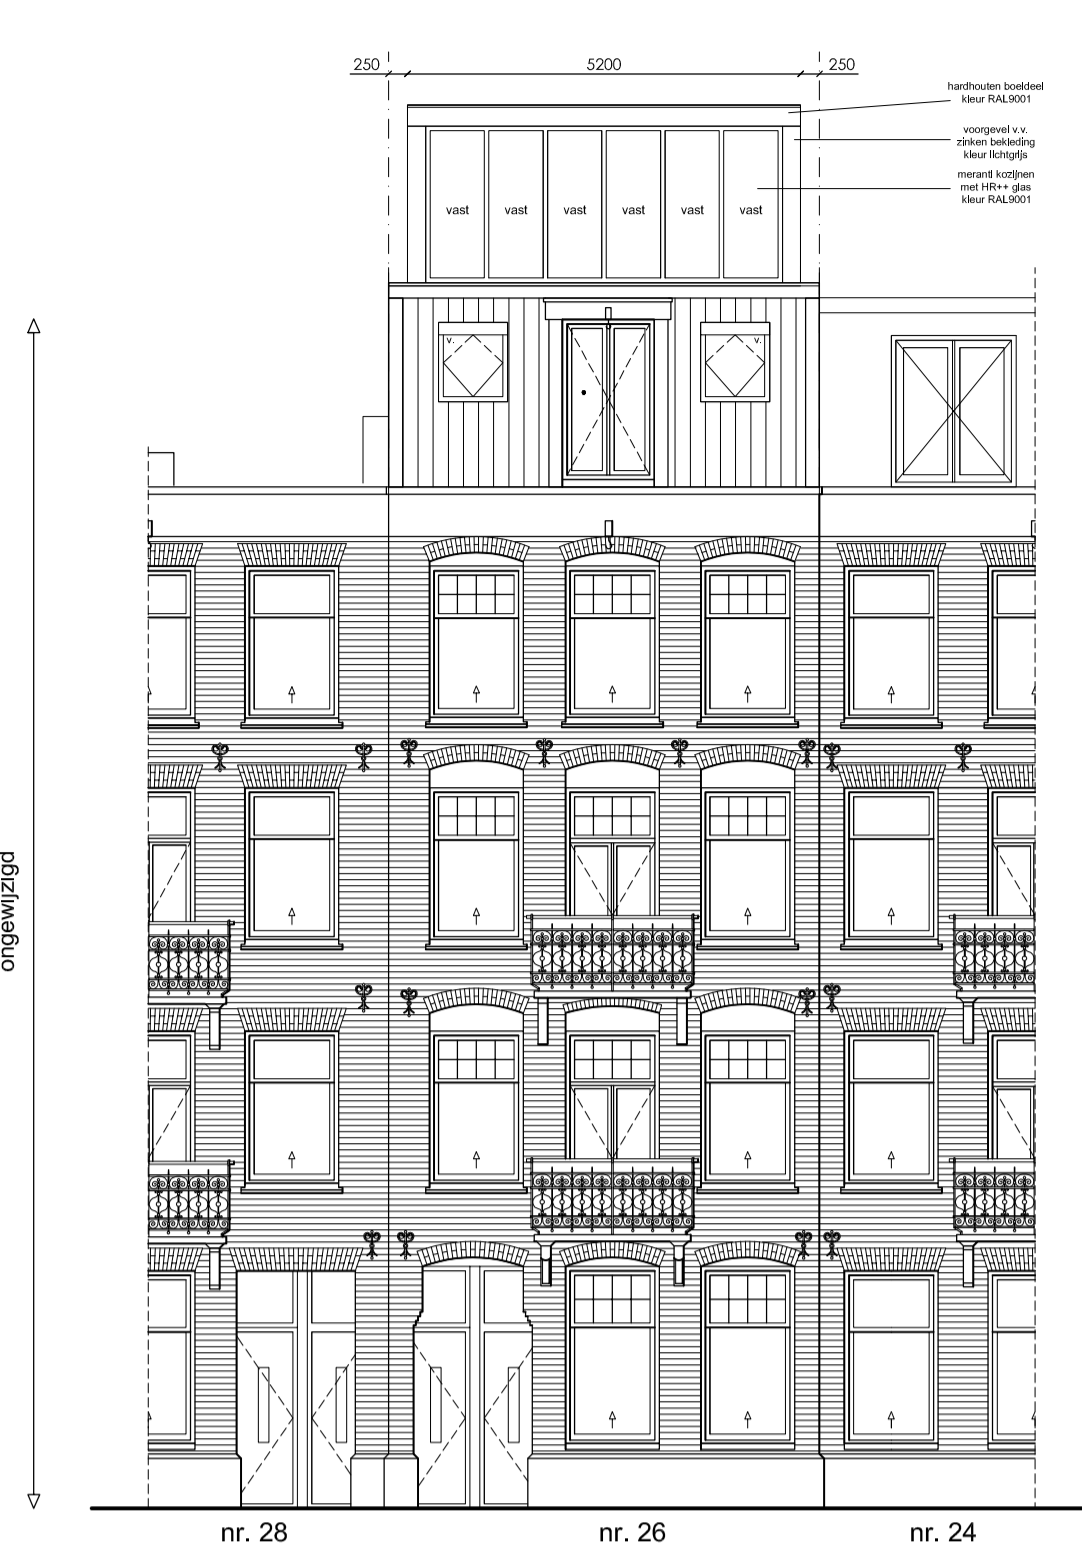 250
5200
250
hardhouten boeldeel
kleur RAL9001
voorgevel v.v.
zinken bekleding
kleur lichtgrijs
meranti kozijnen
met HR++ glas
kleur RAL9001
vast
vast
vast
vast
vast
vast
v.
v.
ongewijzigd
nr. 28
nr. 26
nr. 24